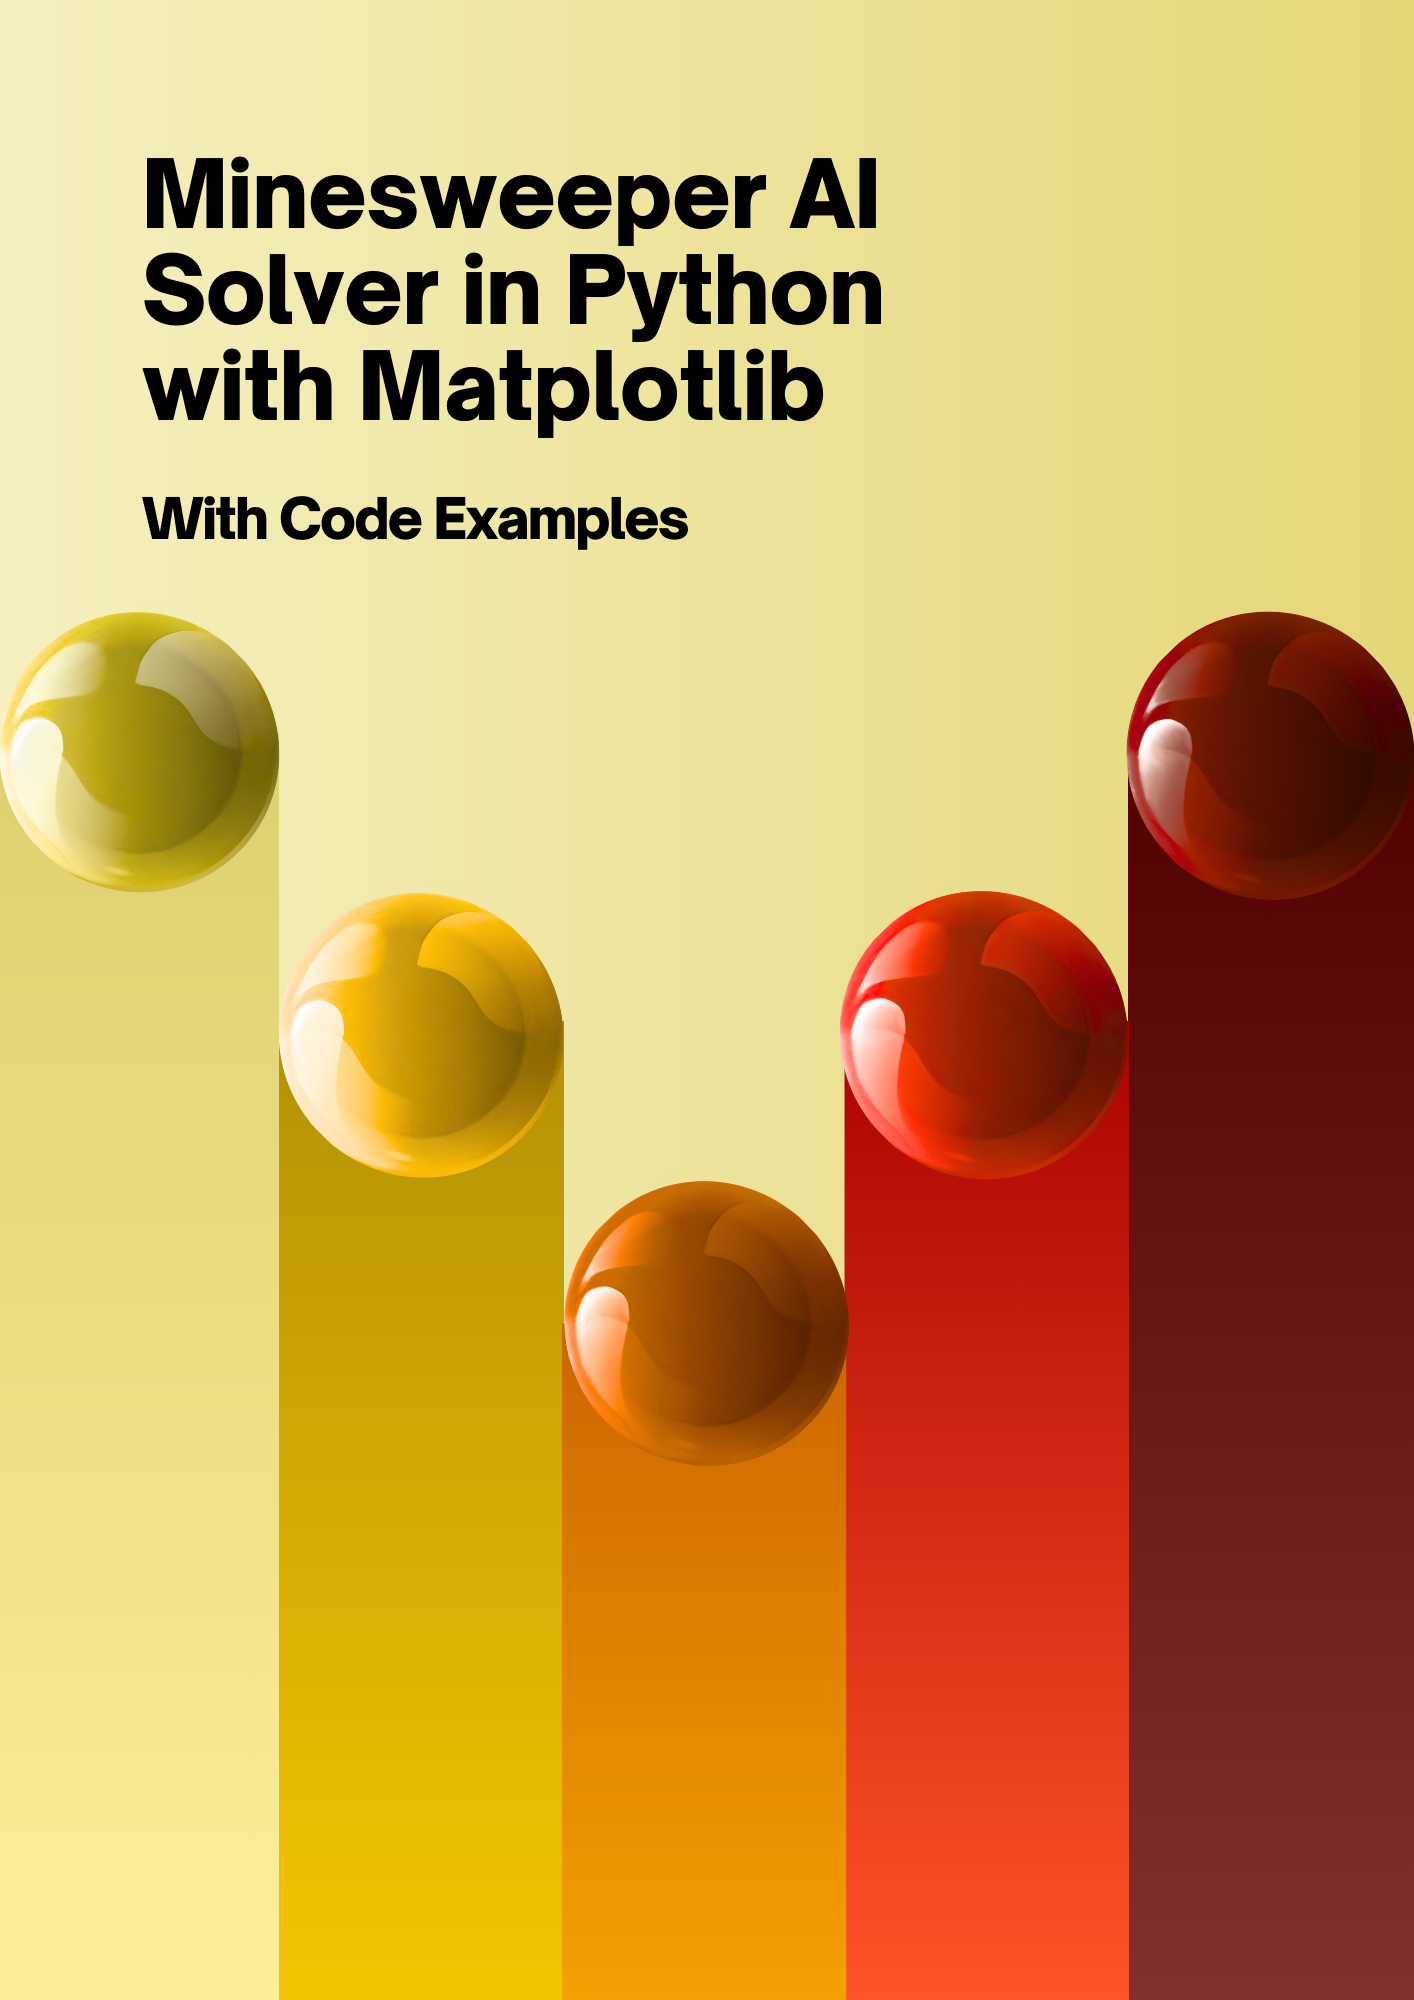 Minesweeper AI
Solver in Python
with Matplotlib
With Code Examples